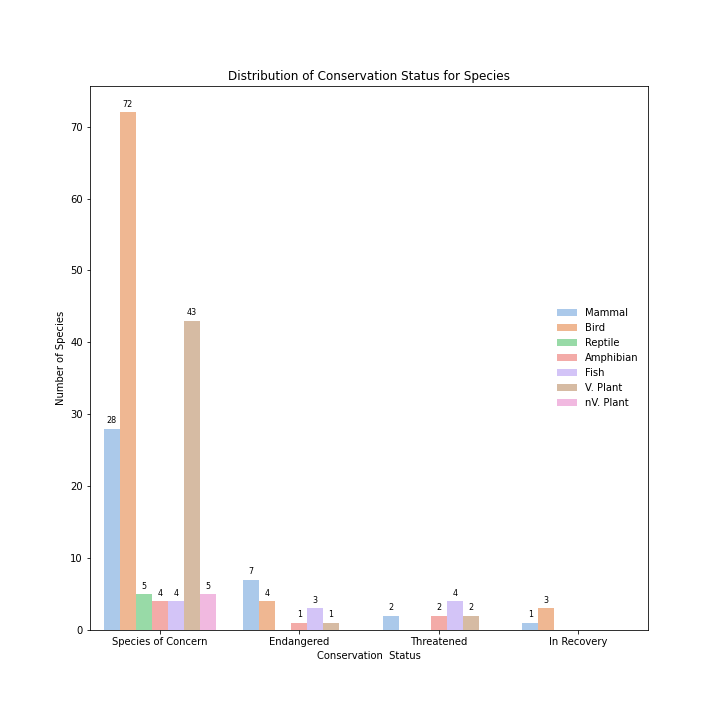 Distribution of Conservation Status for Species
Number of Species
70
60
50
40
30
20
10
0
28
72
5
4
4
43
5
7
4
1
3
1
2
2
4
2
1
3
Mammal
Bird
Reptile
Amphibian
Fish
V. Plant
nV. Plant
Species of Concern
Endangered
Threatened
In Recovery
Conservation  Status